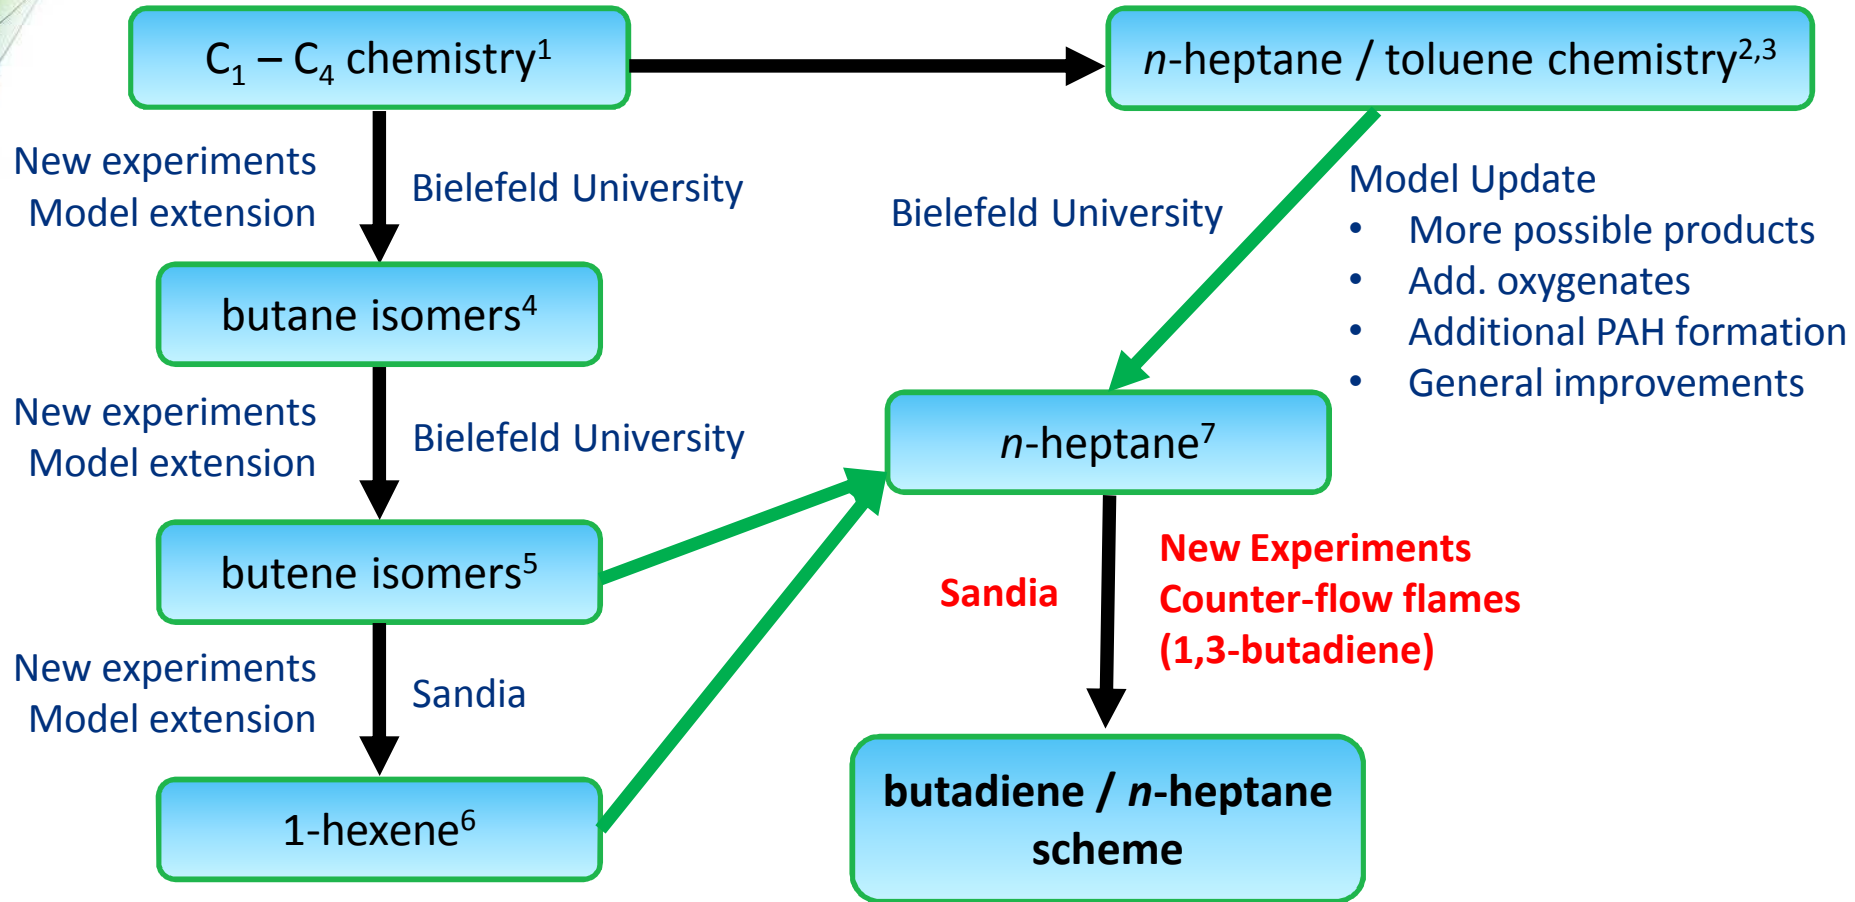 C₁ – C₄ chemistry¹
n-heptane / toluene chemistry²,³
New experiments
Model extension
Bielefeld University
Bielefeld University
Model Update
• More possible products
• Add. oxygenates
• Additional PAH formation
• General improvements
butane isomers⁴
New experiments
Model extension
Bielefeld University
n-heptane⁷
butene isomers⁵
Sandia
New Experiments
Counter-flow flames
(1,3-butadiene)
New experiments
Model extension
Sandia
1-hexene⁶
butadiene / n-heptane
scheme